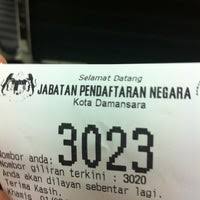 Selamat Datang
JABATAN PENDAFTARAN NEGARA
Kota Damansara
3023
Nombor anda:
Nombor giliran terkini : 3020
Anda akan dilayan sebentar lagi.
Terima Kasih.
Khamis